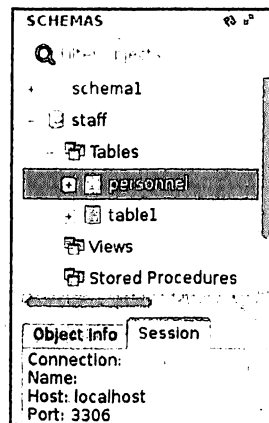 SCHEMAS
schema1
staff
Tables
personnel
table1
Views
Stored Procedures
Object Info Session
Connection:
Name:
Host: localhost
Port: 3306